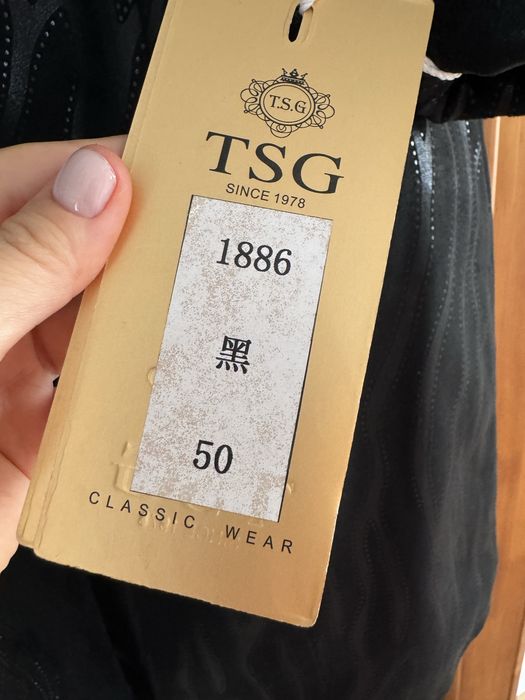 T.S.G
TSG
SINCE 1978
1886
黑
50
CLASSIC WEAR